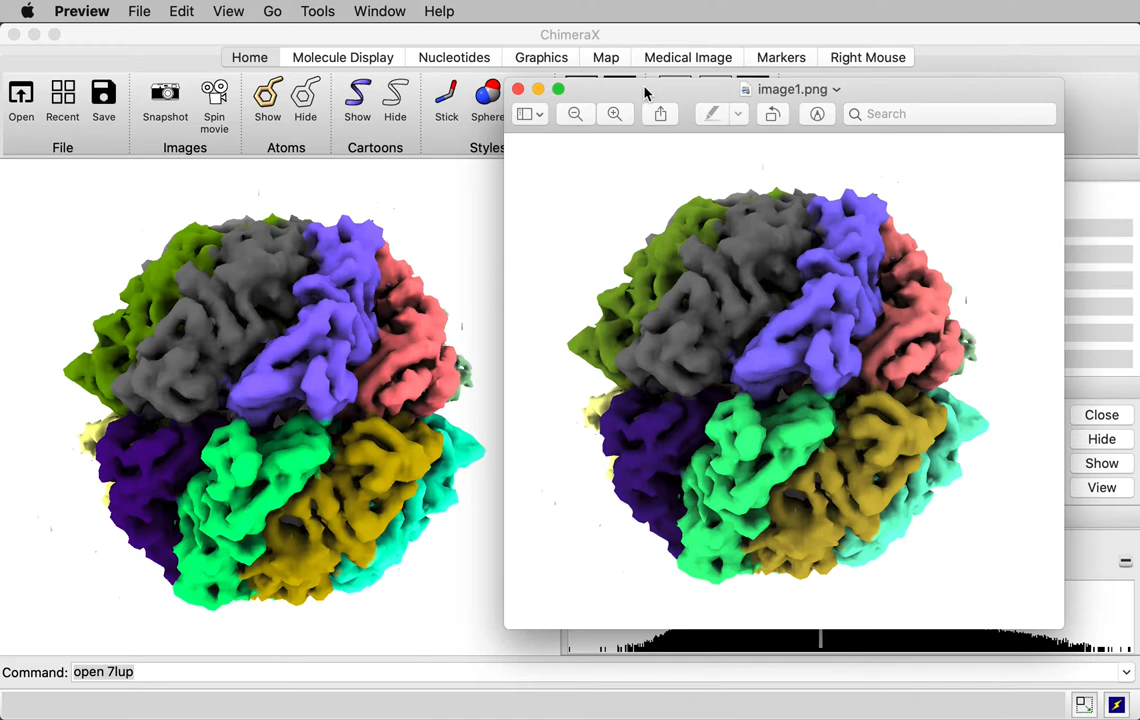 Preview File Edit View Go Tools Window Help
ChimeraX
Home Molecule Display Nucleotides Graphics Map Medical Image Markers Right Mouse
Open Recent Save Snapshot Spin movie Show Hide Show Hide Stick Sphere
File Images Atoms Cartoons Styles
image1.png
Search
Close
Hide
Show
View
Command: open 7lup